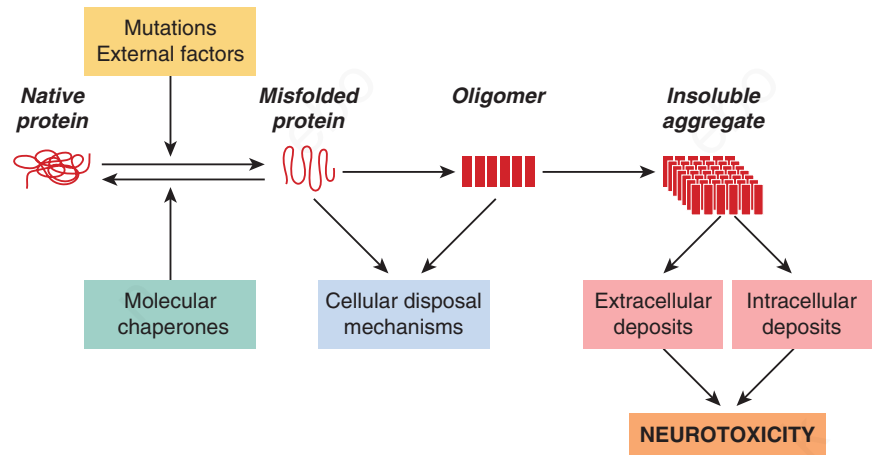 Mutations
External factors
Native
protein
Misfolded
protein
Oligomer
Insoluble
aggregate
Molecular
chaperones
Cellular disposal
mechanisms
Extracellular
deposits
Intracellular
deposits
NEUROTOXICITY